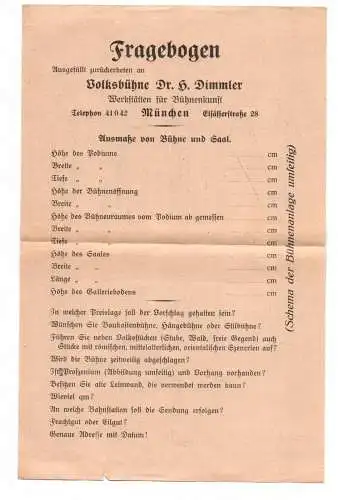 Fragebogen
Ausgefüllt zurückerbeten an
Volksbühne Dr. H. Dimmler
Werkstätten für Bühnenkunst
Telephon 41042 München Elsässerstraße 28
Ausmaße von Bühne und Saal.
Höhe des Podiums cm
Breite „ „ cm
Tiefe „ „ cm
Höhe der Bühnenöffnung cm
Breite „ „ cm
Höhe des Bühnenraumes vom Podium ab gemessen cm
Breite „ „ cm
Tiefe „ „ cm
Höhe des Saales cm
Breite „ „ cm
Länge „ „ cm
Höhe des Galleriebodens cm
(Schema der Bühnenanlage umseitig)
In welcher Preislage soll der Vorschlag gehalten sein?
Wünschen Sie Baukastenbühne, Hängebühne oder Stilbühne?
Führen Sie neben Volksstücken (Stube, Wald, freie Gegend) auch
Stücke mit römischen, mittelalterlichen, orientalischen Szenerien auf?
Wird die Bühne zeitweilig abgeschlagen?
Ist Proszenium (Abbildung umseitig) und Vorhang vorhanden?
Besitzen Sie alte Leinwand, die verwendet werden kann?
Wieviel qm?
An welche Bahnstation soll die Sendung erfolgen?
Frachtgut oder Eilgut?
Genaue Adresse mit Datum!